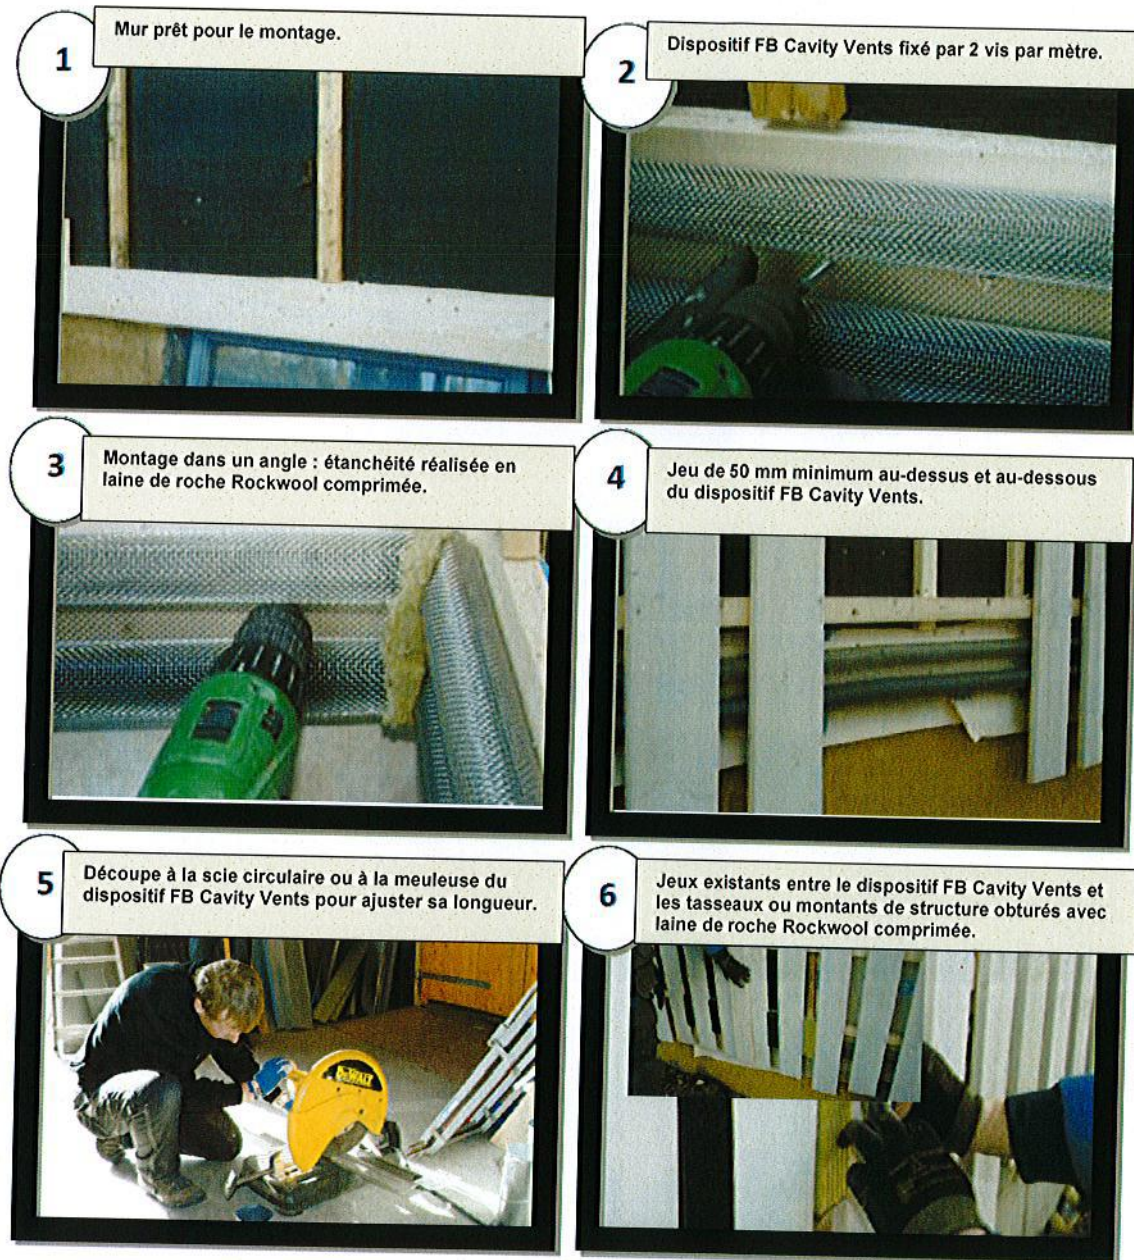 1
Mur prêt pour le montage.
2
Dispositif FB Cavity Vents fixé par 2 vis par mètre.
3
Montage dans un angle : étanchéité réalisée en
laine de roche Rockwool comprimée.
4
Jeu de 50 mm minimum au-dessus et au-dessous
du dispositif FB Cavity Vents.
5
Découpe à la scie circulaire ou à la meuleuse du
dispositif FB Cavity Vents pour ajuster sa longueur.
DEWALT
6
Jeux existants entre le dispositif FB Cavity Vents et
les tasseaux ou montants de structure obturés avec
laine de roche Rockwool comprimée.